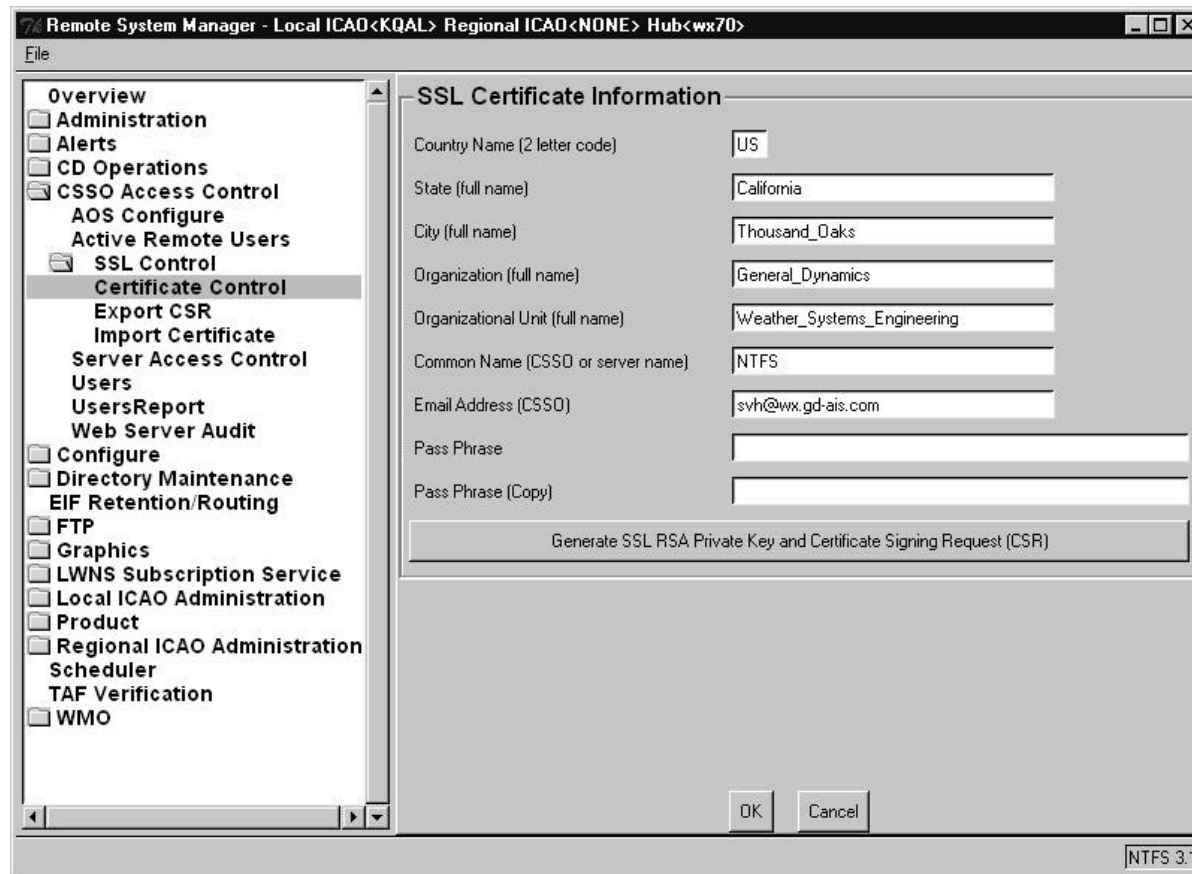 Remote System Manager - Local ICAO<KQAL> Regional ICAO<NONE> Hub<wx70>
File
Overview
Administration
Alerts
CD Operations
CSSO Access Control
AOS Configure
Active Remote Users
SSL Control
Certificate Control
Export CSR
Import Certificate
Server Access Control
Users
UsersReport
Web Server Audit
Configure
Directory Maintenance
EIF Retention/Routing
FTP
Graphics
LWNS Subscription Service
Local ICAO Administration
Product
Regional ICAO Administration
Scheduler
TAF Verification
WMO
SSL Certificate Information
Country Name (2 letter code) US
State (full name) California
City (full name) Thousand_Oaks
Organization (full name) General_Dynamics
Organizational Unit (full name) Weather_Systems_Engineering
Common Name (CSSO or server name) NTFS
Email Address (CSSO) svh@wx.gd-ais.com
Pass Phrase
Pass Phrase (Copy)
Generate SSL RSA Private Key and Certificate Signing Request (CSR)
OK Cancel
NTFS 3.